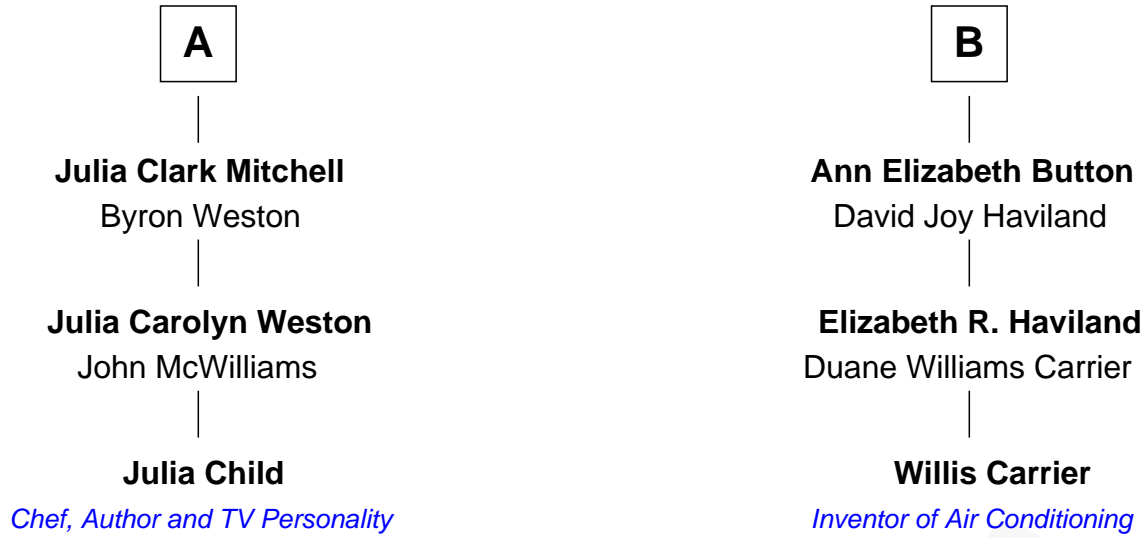 A
B
Julia Clark Mitchell
Byron Weston
Ann Elizabeth Button
David Joy Haviland
Julia Carolyn Weston
John McWilliams
Elizabeth R. Haviland
Duane Williams Carrier
Julia Child
Chef, Author and TV Personality
Willis Carrier
Inventor of Air Conditioning